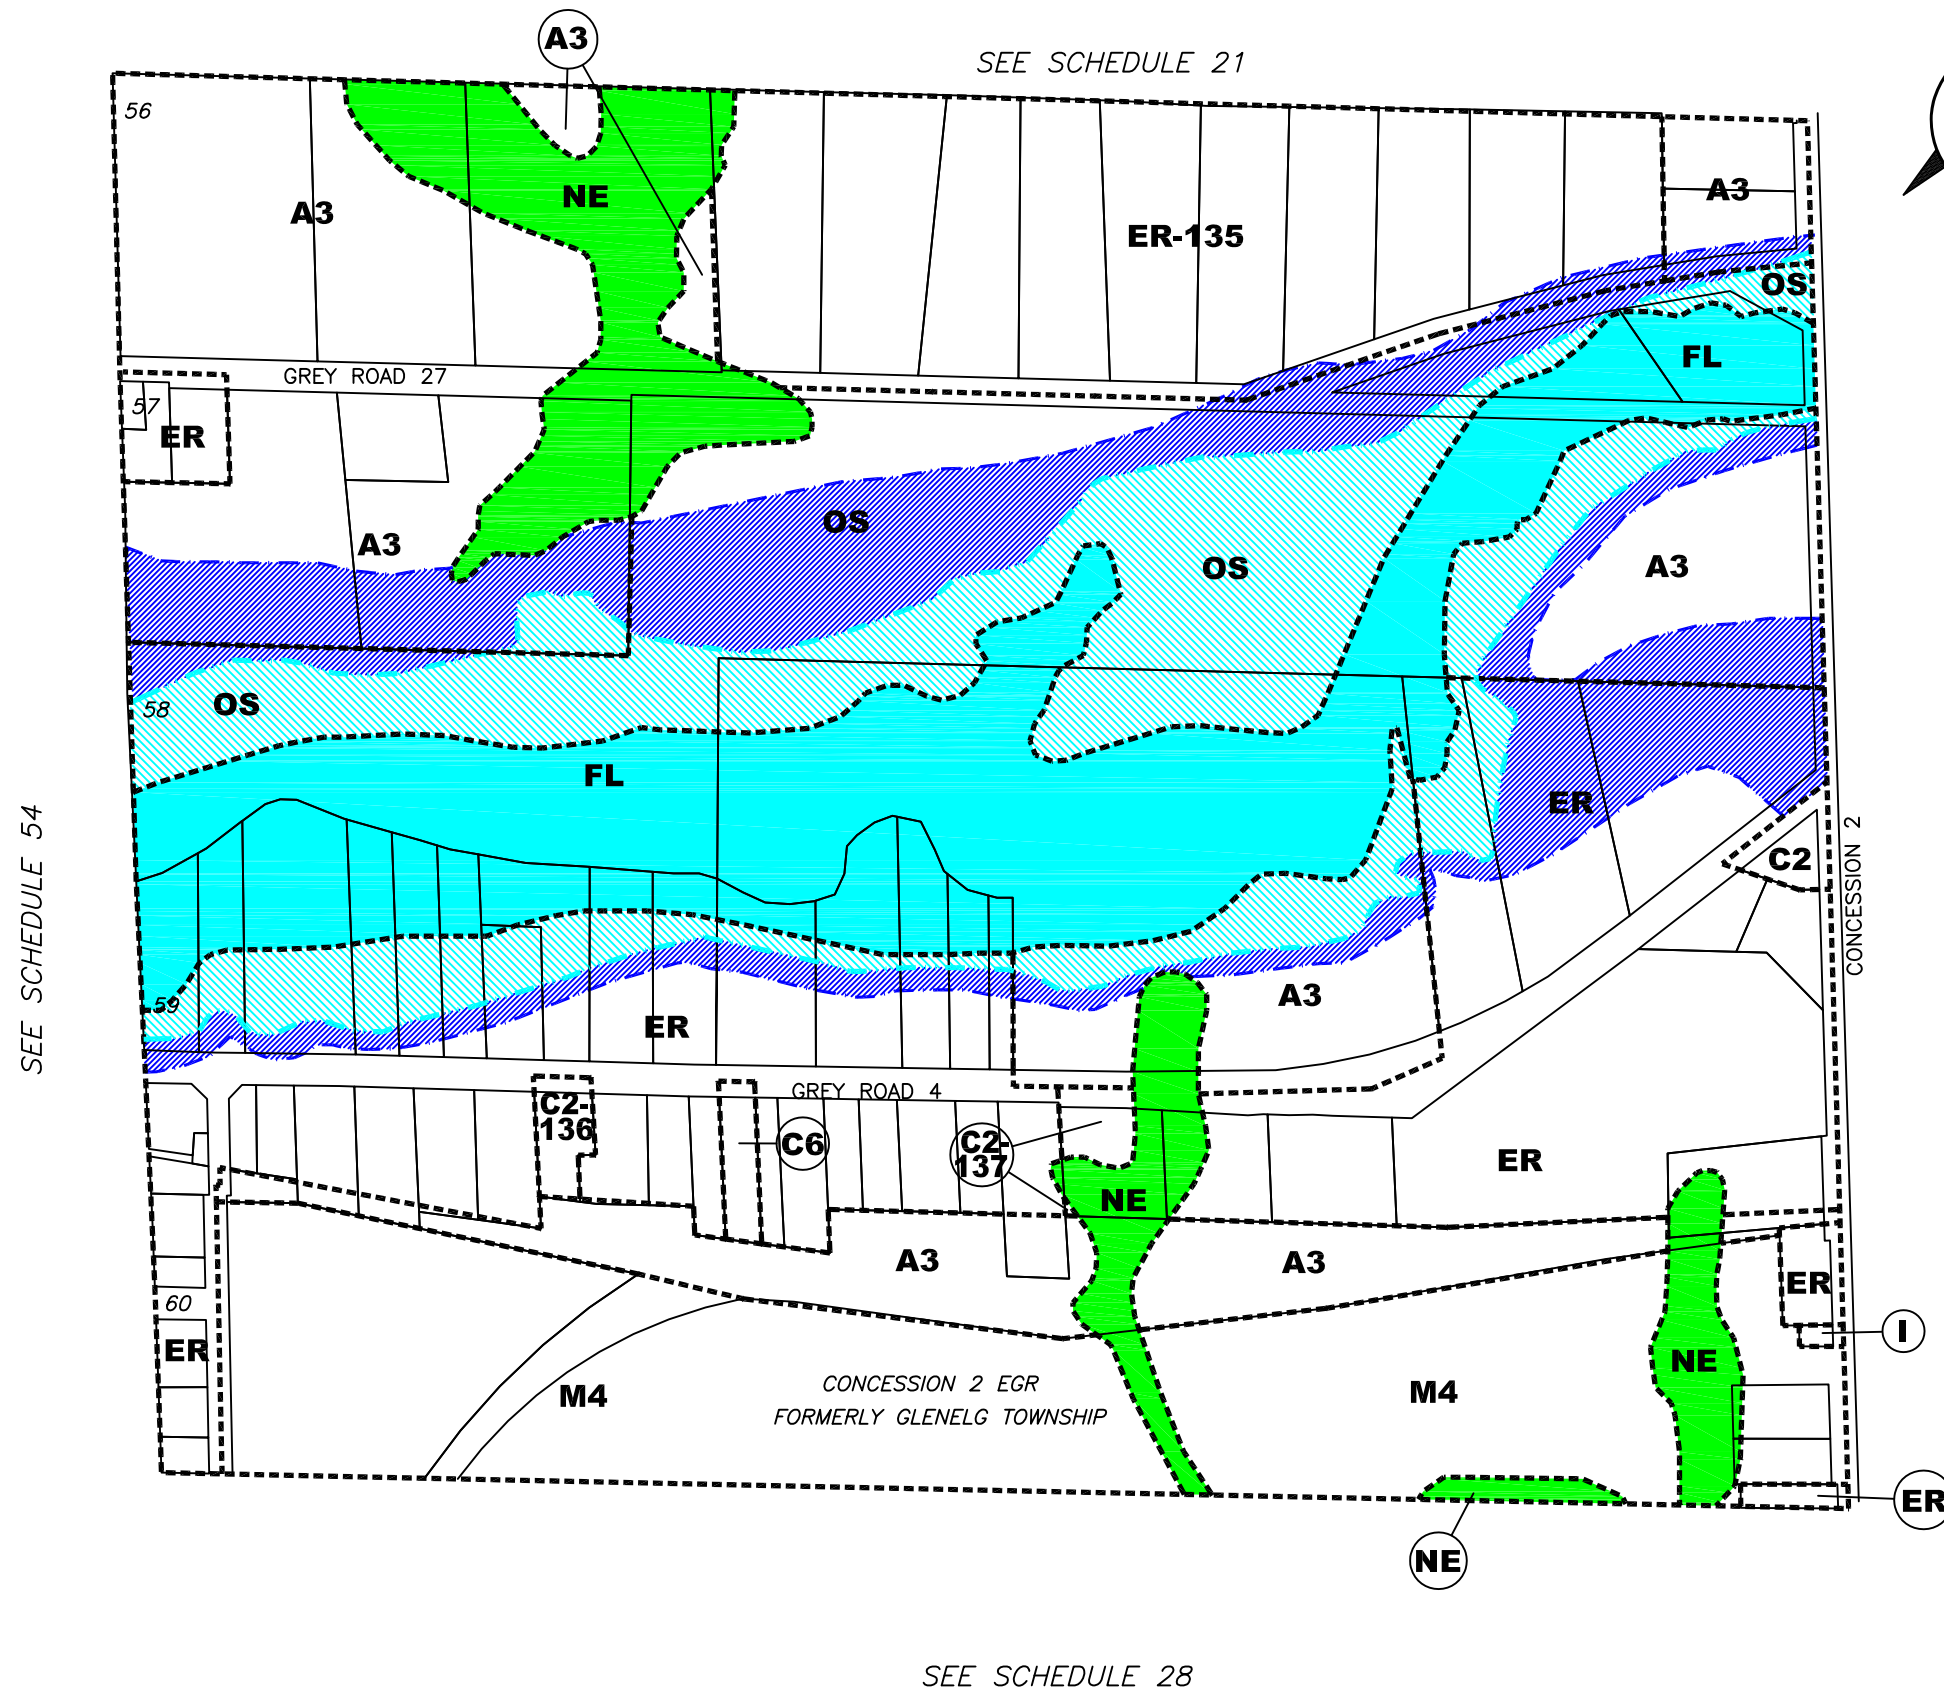 A3
SEE SCHEDULE 21
56
A3
NE
A3
ER-135
OS
FL
GREY ROAD 27
57
ER
A3
OS
OS
A3
58
OS
FL
ER
C2
CONCESSION 2
SEE SCHEDULE 54
59
ER
A3
GREY ROAD 4
C2-
136
C6
C2-
137
NE
ER
A3
A3
ER
60
ER
I
NE
M4
CONCESSION 2 EGR
FORMERLY GLENELG TOWNSHIP
M4
ER
NE
SEE SCHEDULE 28